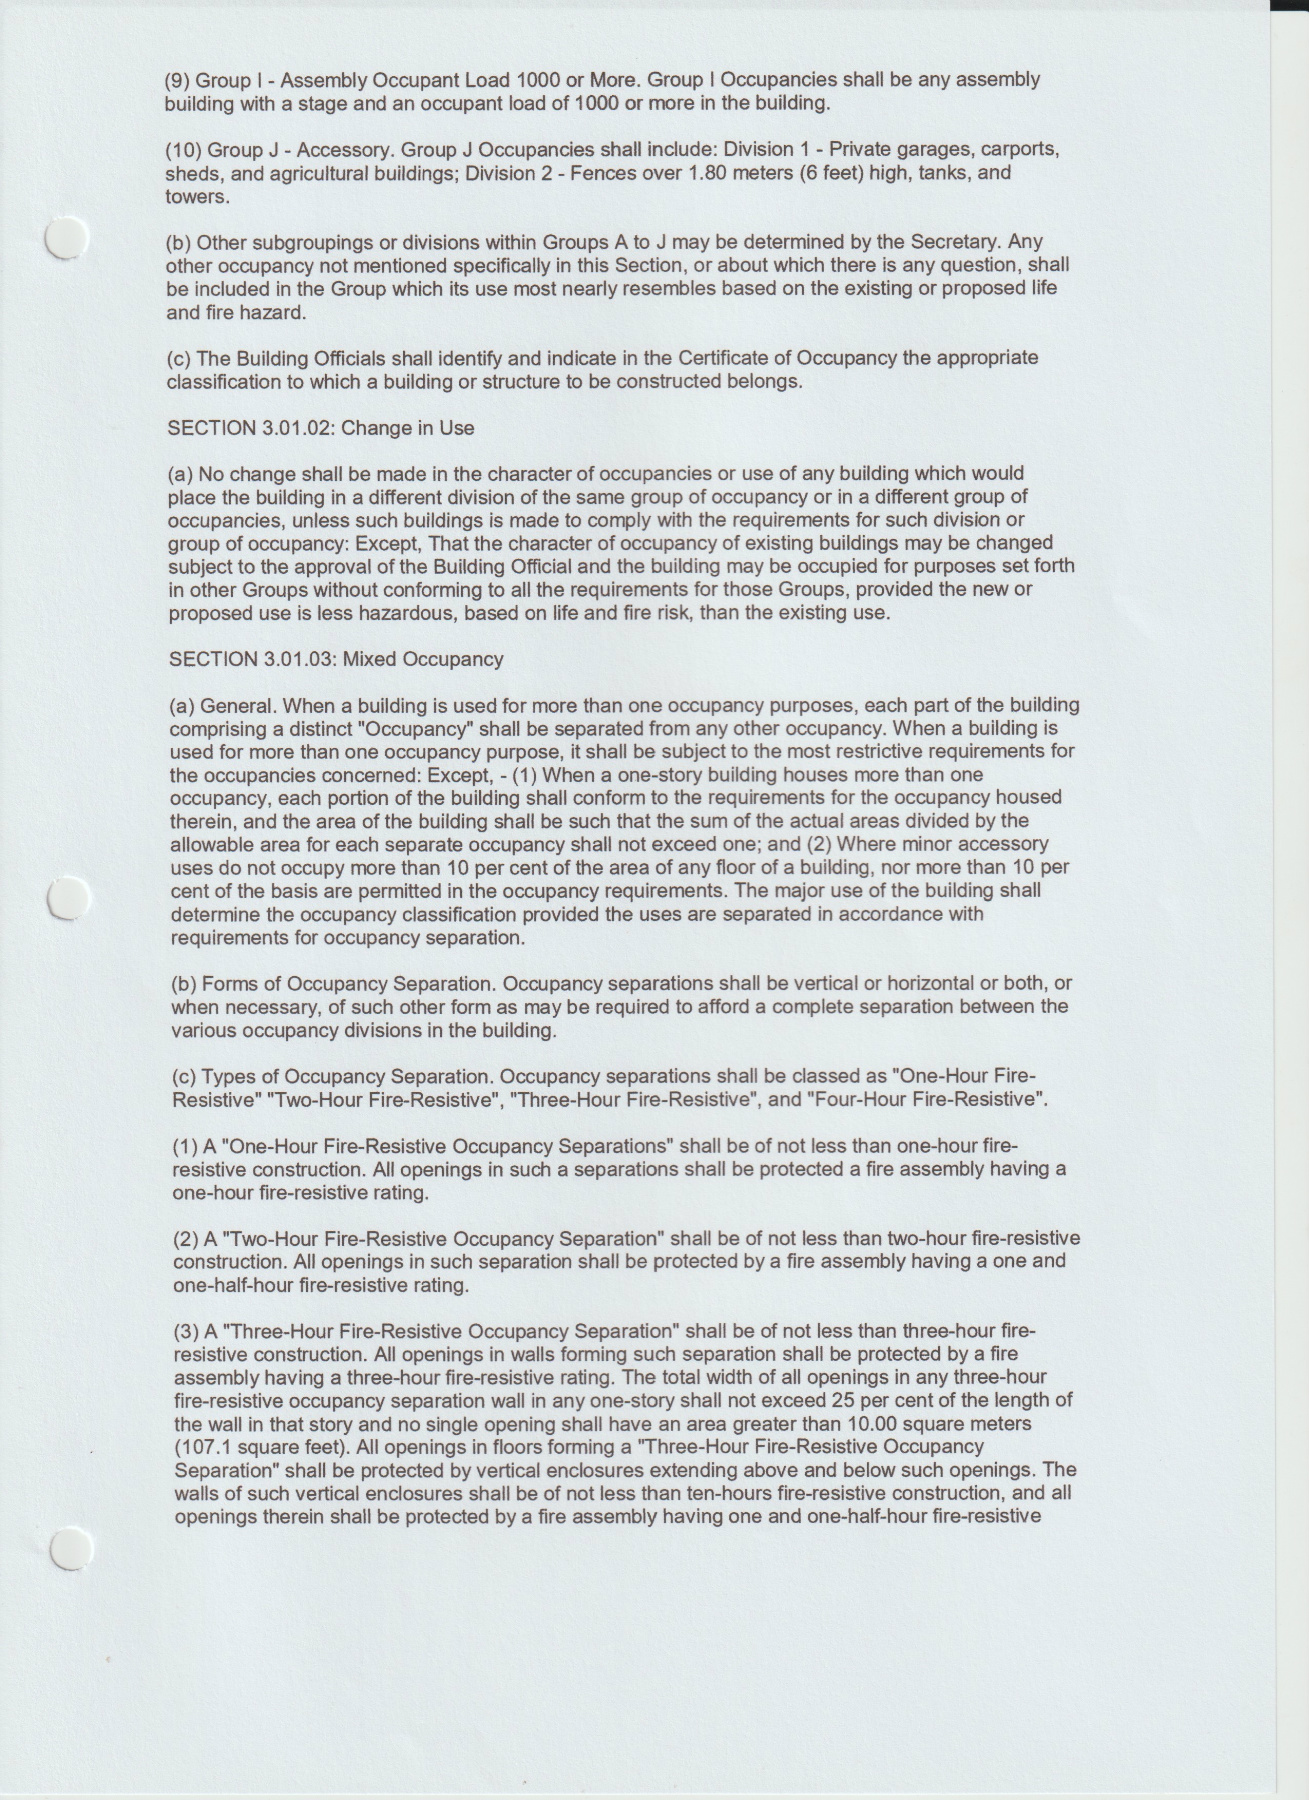 (9) Group I - Assembly Occupant Load 1000 or More. Group I Occupancies shall be any assembly
building with a stage and an occupant load of 1000 or more in the building.
(10) Group J - Accessory. Group J Occupancies shall include: Division 1 - Private garages, carports,
sheds, and agricultural buildings; Division 2 - Fences over 1.80 meters (6 feet) high, tanks, and
towers.
(b) Other subgroupings or divisions within Groups A to J may be determined by the Secretary. Any
other occupancy not mentioned specifically in this Section, or about which there is any question, shall
be included in the Group which its use most nearly resembles based on the existing or proposed life
and fire hazard.
(c) The Building Officials shall identify and indicate in the Certificate of Occupancy the appropriate
classification to which a building or structure to be constructed belongs.
SECTION 3.01.02: Change in Use
(a) No change shall be made in the character of occupancies or use of any building which would
place the building in a different division of the same group of occupancy or in a different group of
occupancies, unless such buildings is made to comply with the requirements for such division or
group of occupancy: Except, That the character of occupancy of existing buildings may be changed
subject to the approval of the Building Official and the building may be occupied for purposes set forth
in other Groups without conforming to all the requirements for those Groups, provided the new or
proposed use is less hazardous, based on life and fire risk, than the existing use.
SECTION 3.01.03: Mixed Occupancy
(a) General. When a building is used for more than one occupancy purposes, each part of the building
comprising a distinct "Occupancy" shall be separated from any other occupancy. When a building is
used for more than one occupancy purpose, it shall be subject to the most restrictive requirements for
the occupancies concerned: Except, - (1) When a one-story building houses more than one
occupancy, each portion of the building shall conform to the requirements for the occupancy housed
therein, and the area of the building shall be such that the sum of the actual areas divided by the
allowable area for each separate occupancy shall not exceed one; and (2) Where minor accessory
uses do not occupy more than 10 per cent of the area of any floor of a building, nor more than 10 per
cent of the basis are permitted in the occupancy requirements. The major use of the building shall
determine the occupancy classification provided the uses are separated in accordance with
requirements for occupancy separation.
(b) Forms of Occupancy Separation. Occupancy separations shall be vertical or horizontal or both, or
when necessary, of such other form as may be required to afford a complete separation between the
various occupancy divisions in the building.
(c) Types of Occupancy Separation. Occupancy separations shall be classed as "One-Hour Fire-
Resistive" "Two-Hour Fire-Resistive", "Three-Hour Fire-Resistive", and "Four-Hour Fire-Resistive".
(1) A "One-Hour Fire-Resistive Occupancy Separations" shall be of not less than one-hour fire-
resistive construction. All openings in such a separations shall be protected a fire assembly having a
one-hour fire-resistive rating.
(2) A "Two-Hour Fire-Resistive Occupancy Separation" shall be of not less than two-hour fire-resistive
construction. All openings in such separation shall be protected by a fire assembly having a one and
one-half-hour fire-resistive rating.
(3) A "Three-Hour Fire-Resistive Occupancy Separation" shall be of not less than three-hour fire-
resistive construction. All openings in walls forming such separation shall be protected by a fire
assembly having a three-hour fire-resistive rating. The total width of all openings in any three-hour
fire-resistive occupancy separation wall in any one-story shall not exceed 25 per cent of the length of
the wall in that story and no single opening shall have an area greater than 10.00 square meters
(107.1 square feet). All openings in floors forming a "Three-Hour Fire-Resistive Occupancy
Separation" shall be protected by vertical enclosures extending above and below such openings. The
walls of such vertical enclosures shall be of not less than ten-hours fire-resistive construction, and all
openings therein shall be protected by a fire assembly having one and one-half-hour fire-resistive